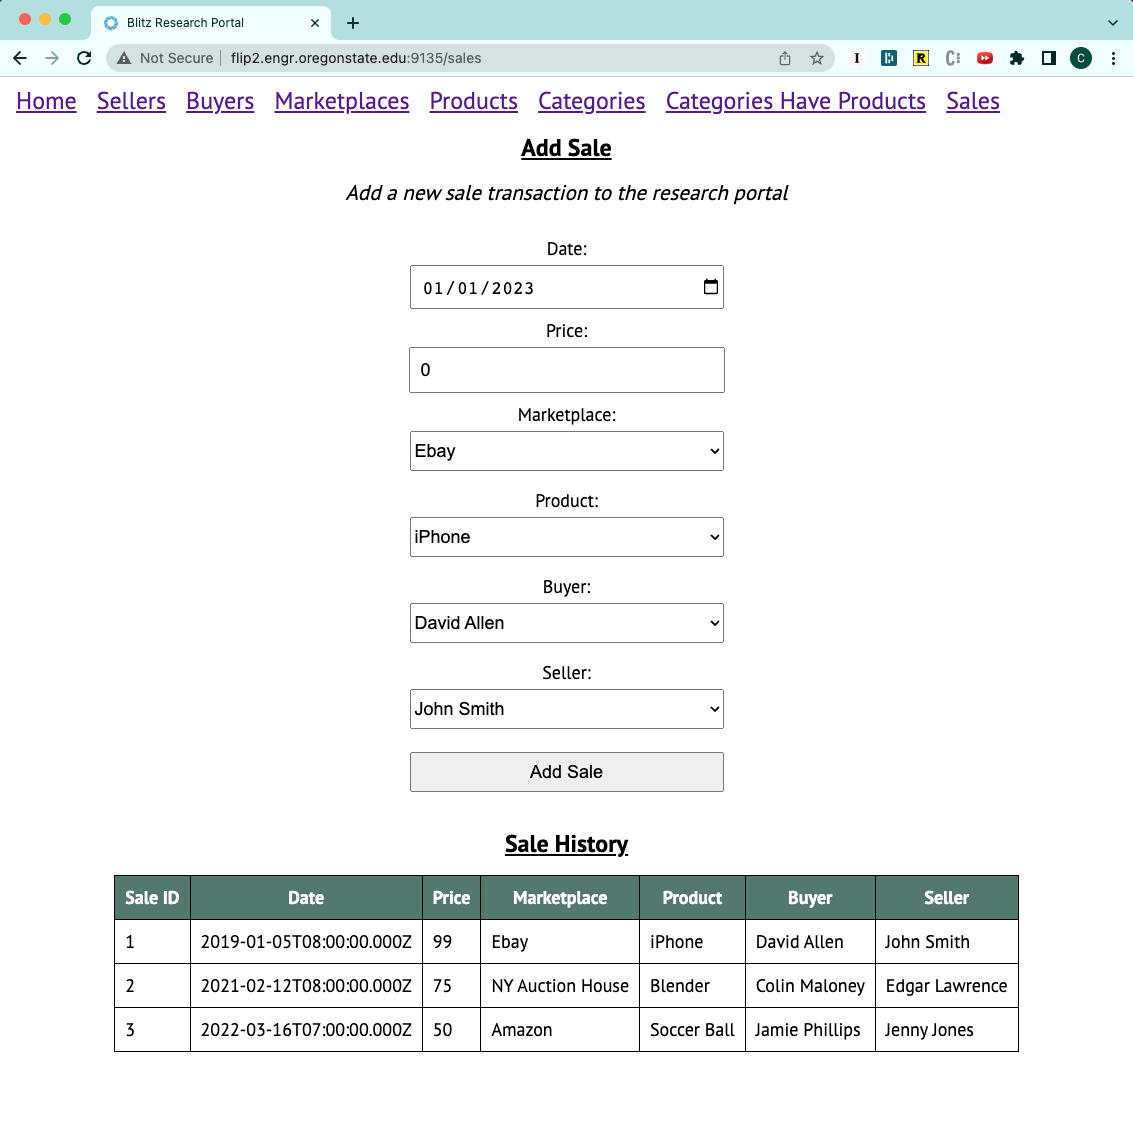 Blitz Research Portal
Not Secure | flip2.engr.oregonstate.edu:9135/sales
Home Sellers Buyers Marketplaces Products Categories Categories Have Products Sales
Add Sale
Add a new sale transaction to the research portal
Date:
01/01/2023
Price:
0
Marketplace:
Ebay
Product:
iPhone
Buyer:
David Allen
Seller:
John Smith
Add Sale
Sale History
Sale ID Date Price Marketplace Product Buyer Seller
1 2019-01-05T08:00:00.000Z 99 Ebay iPhone David Allen John Smith
2 2021-02-12T08:00:00.000Z 75 NY Auction House Blender Colin Maloney Edgar Lawrence
3 2022-03-16T07:00:00.000Z 50 Amazon Soccer Ball Jamie Phillips Jenny Jones